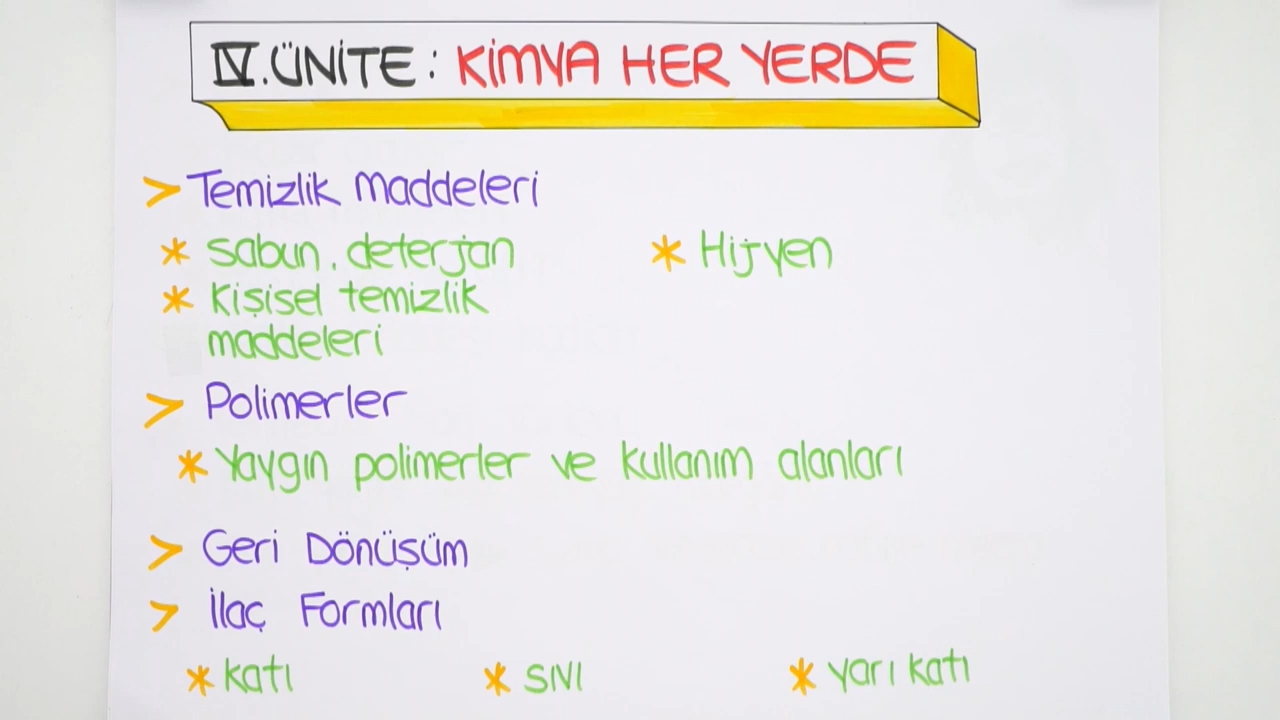 IV. ÜNİTE: KİMYA HER YERDE
> Temizlik Maddeleri
* Sabun, deterjan * Hijyen
* Kişisel temizlik
maddeleri
> Polimerler
* Yaygın polimerler ve kullanım alanları
> Geri Dönüşüm
> İlaç Formları
* Katı * SIVI * Yarı katı